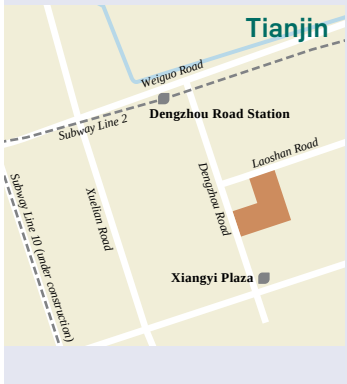 Tianjin
Weiguo Road
Dengzhou Road Station
Subway Line 2
Laoshan Road
Dengzhou Road
Xuelian Road
Subway Line 10 (under construction)
Xiangyi Plaza